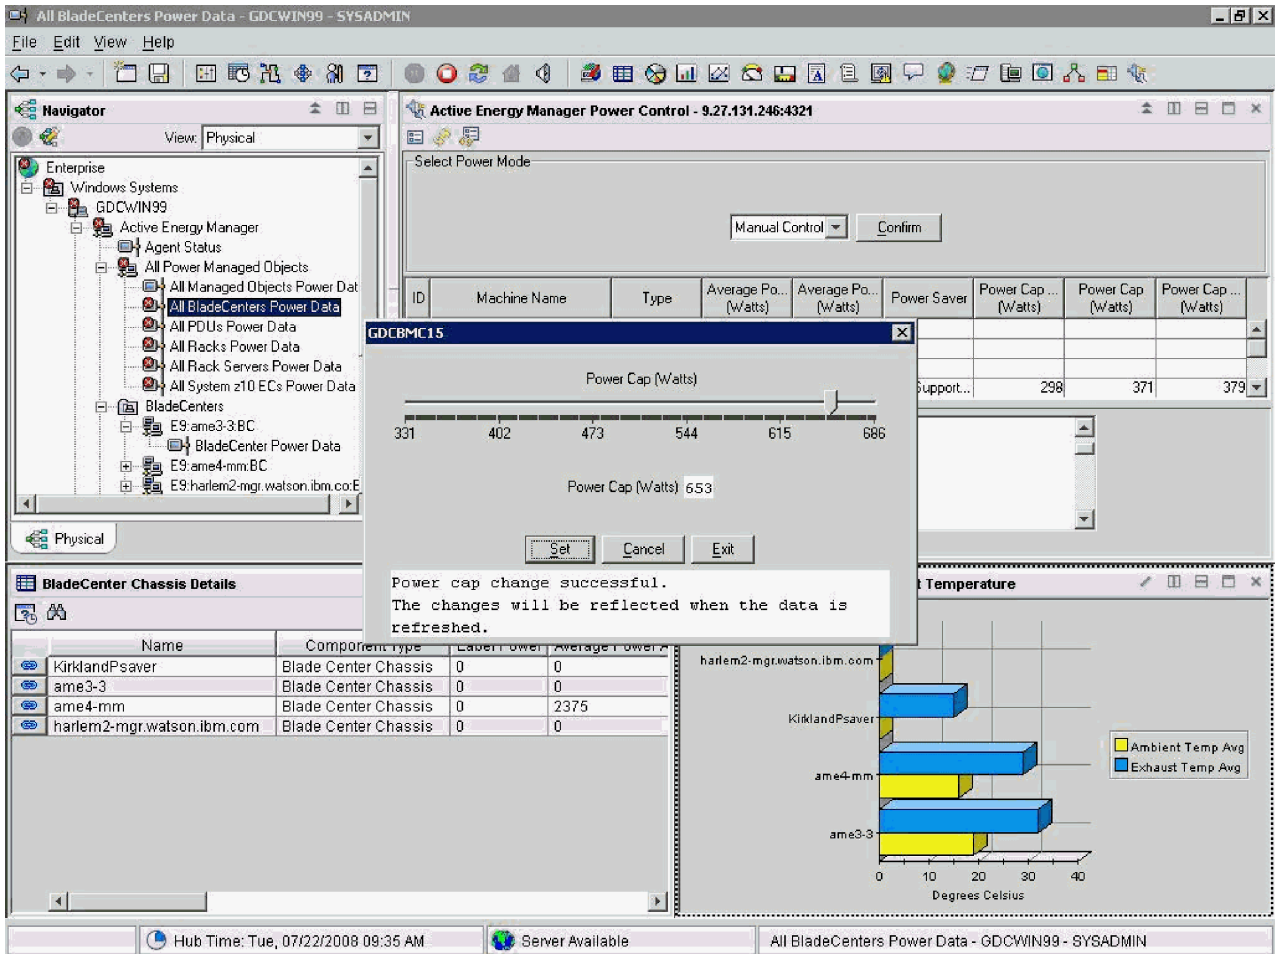 All BladeCenters Power Data - GDCWIN99 - SYSADMIN
File Edit View Help
Navigator
View: Physical
Enterprise
Windows Systems
GDCWIN99
Active Energy Manager
Agent Status
All Power Managed Objects
All Managed Objects Power Dat
All BladeCenters Power Data
All PDUs Power Data
All Racks Power Data
All Rack Servers Power Data
All System z10 ECs Power Data
BladeCenters
E9:ame3-3:BC
BladeCenter Power Data
E9:ame4-mm:BC
E9:harlem2-mgr.watson.ibm.co:E
Physical
Active Energy Manager Power Control - 9.27.131.246:4321
Select Power Mode
Manual Control Confirm
ID Machine Name Type Average Po... (Watts) Average Po... (Watts) Power Saver Power Cap ... (Watts) Power Cap (Watts) Power Cap ... (Watts)
Support... 298 371 379
GDCBMC15
Power Cap (Watts)
331 402 473 544 615 686
Power Cap (Watts) 653
Set Cancel Exit
Power cap change successful.
The changes will be reflected when the data is
refreshed.
BladeCenter Chassis Details
Name Component Type Label Power Average Power A
KirklandPsaver Blade Center Chassis 0 0
ame3-3 Blade Center Chassis 0 0
ame4-mm Blade Center Chassis 0 2375
harlem2-mgr.watson.ibm.com Blade Center Chassis 0 0
t Temperature
harlem2-mgr.watson.ibm.com
KirklandPsaver
ame4-mm
ame3-3
0 10 20 30 40
Degrees Celsius
Ambient Temp Avg
Exhaust Temp Avg
Hub Time: Tue, 07/22/2008 09:35 AM
Server Available
All BladeCenters Power Data - GDCWIN99 - SYSADMIN